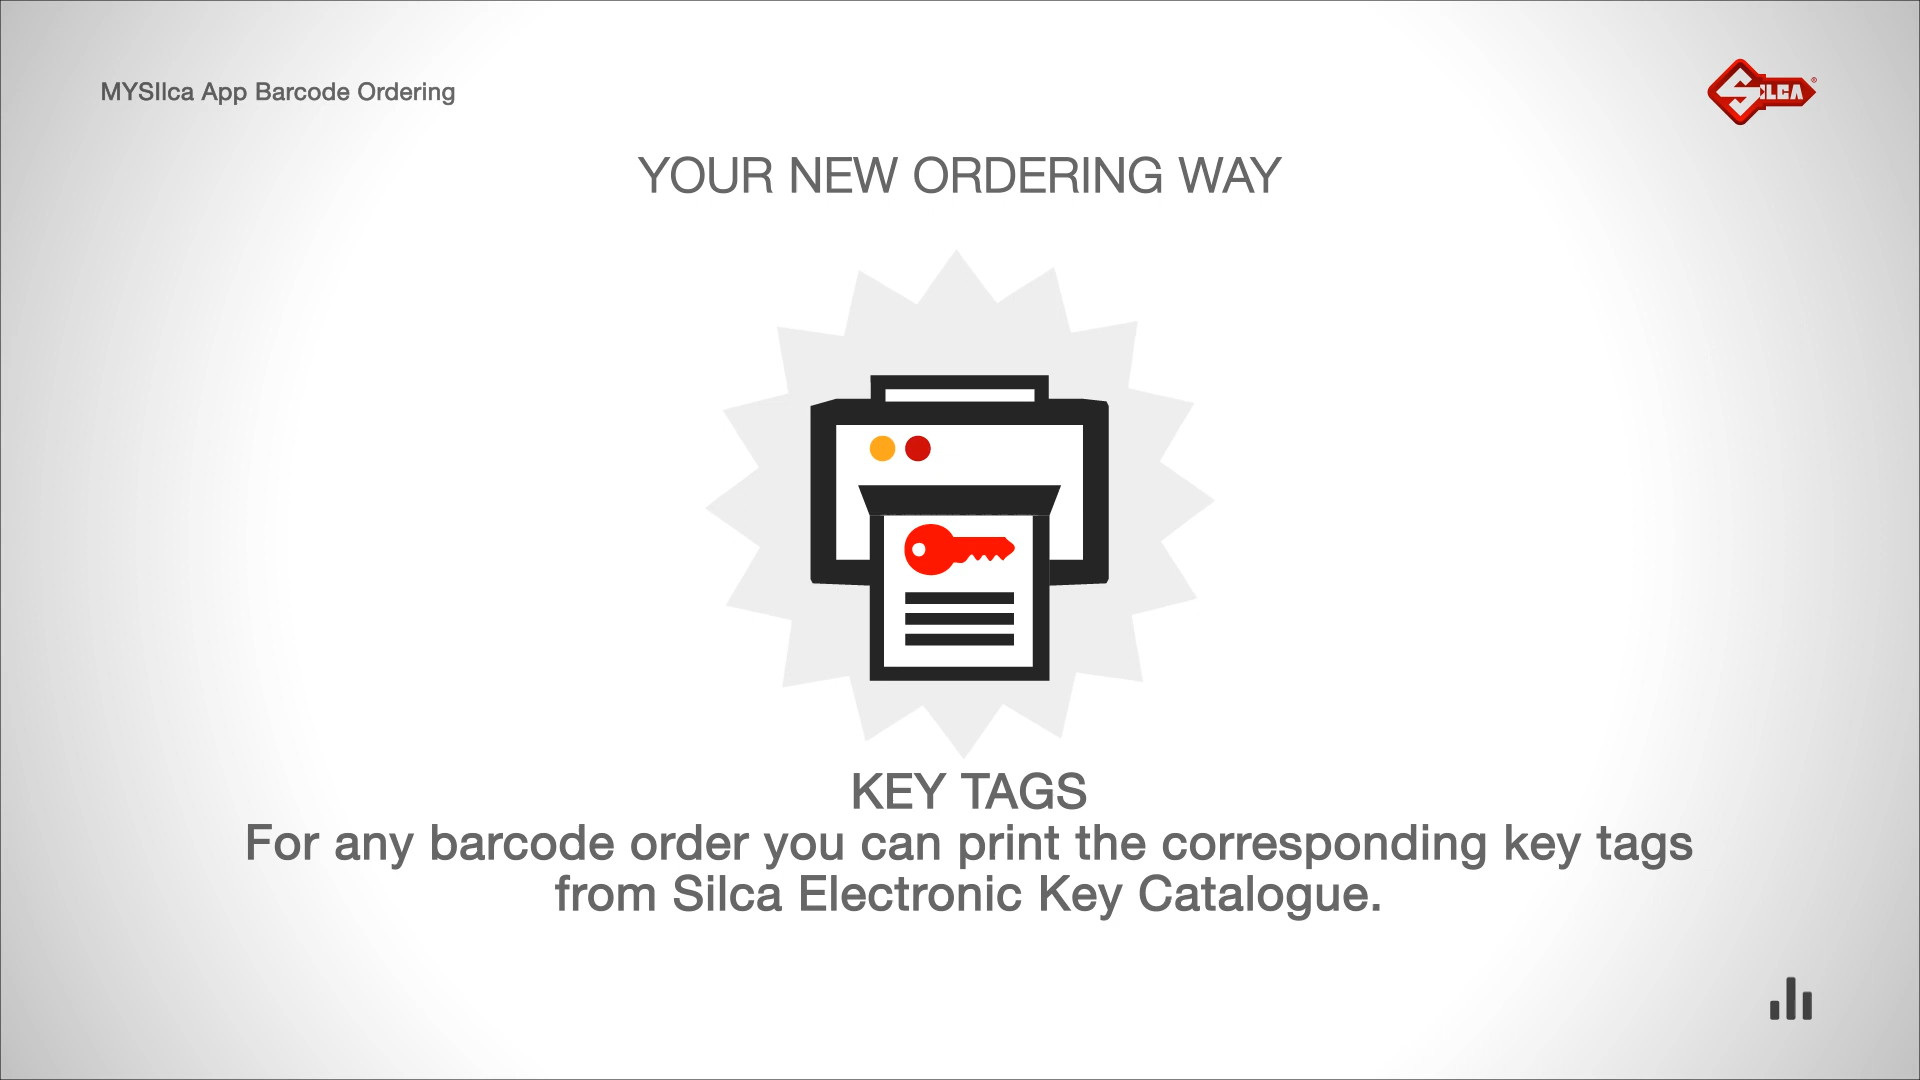 MYSIlca App Barcode Ordering
SILCA®
YOUR NEW ORDERING WAY
KEY TAGS
For any barcode order you can print the corresponding key tags
from Silca Electronic Key Catalogue.